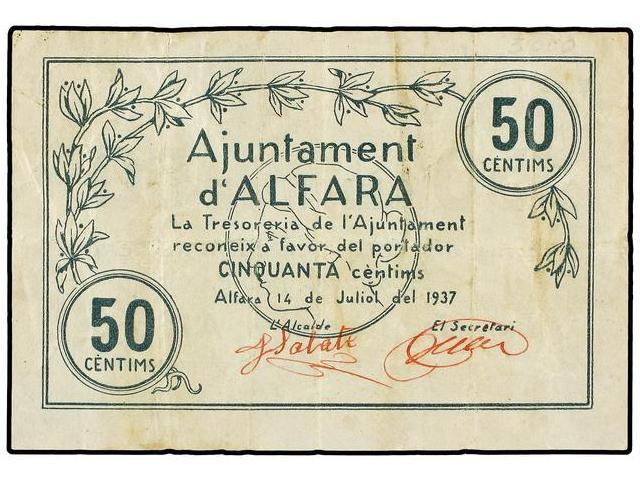 50
CÈNTIMS
Ajuntament
d'ALFARA
La Tresoreria de l'Ajuntament
reconeix a favor del portador
CINQUANTA cèntims
Alfara 14 de Juliol del 1937
L'Alcalde El Secretari
50
CÈNTIMS